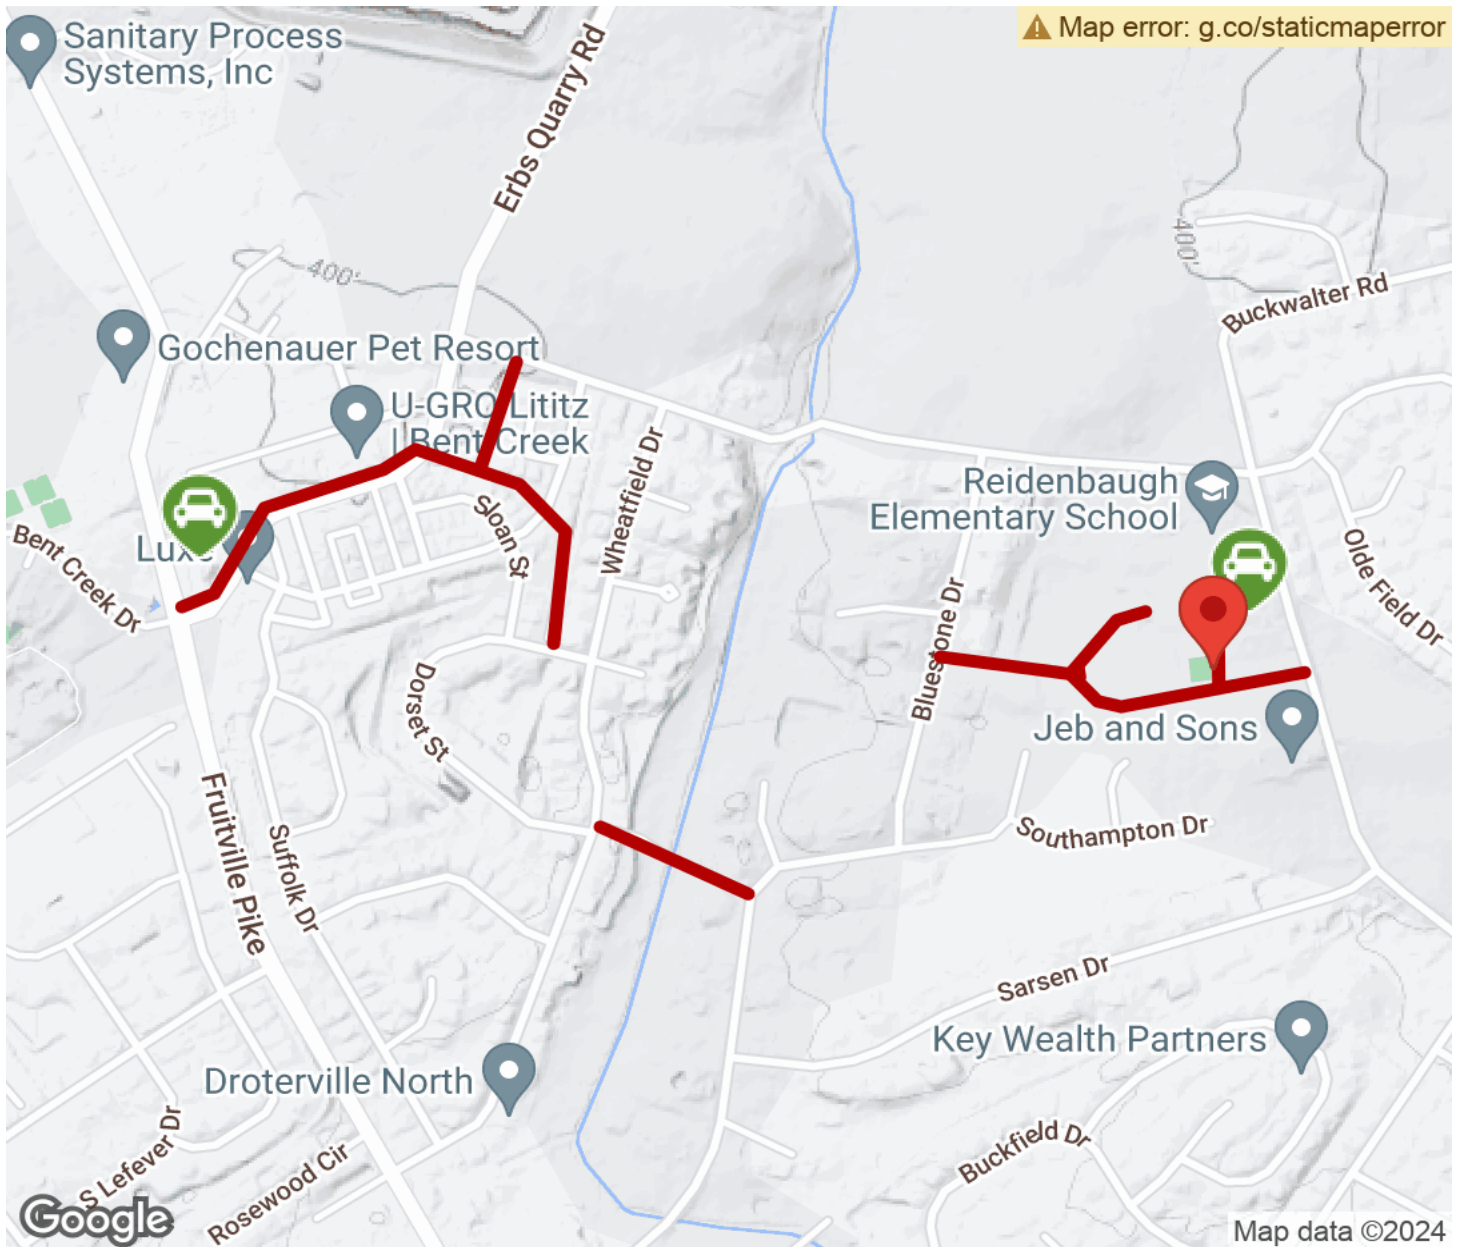 Map error: g.co/staticmaperror
Sanitary Process
Systems, Inc
Erbs Quarry Rd
400'
400'
Buckwalter Rd
Gochenauer Pet Resort
U-GRO Lititz
| Bent Creek
Wheatfield Dr
Reidenbaugh
Elementary School
Sloan St
Luxe
Bent Creek Dr
Olde Field Dr
Bluestone Dr
Dorset St
Jeb and Sons
Fruitville Pike
Suffolk Dr
Southampton Dr
Sarsen Dr
Key Wealth Partners
Droterville North
Buckfield Dr
S Lefever Dr
Rosewood Cir
Google
Map data ©2024